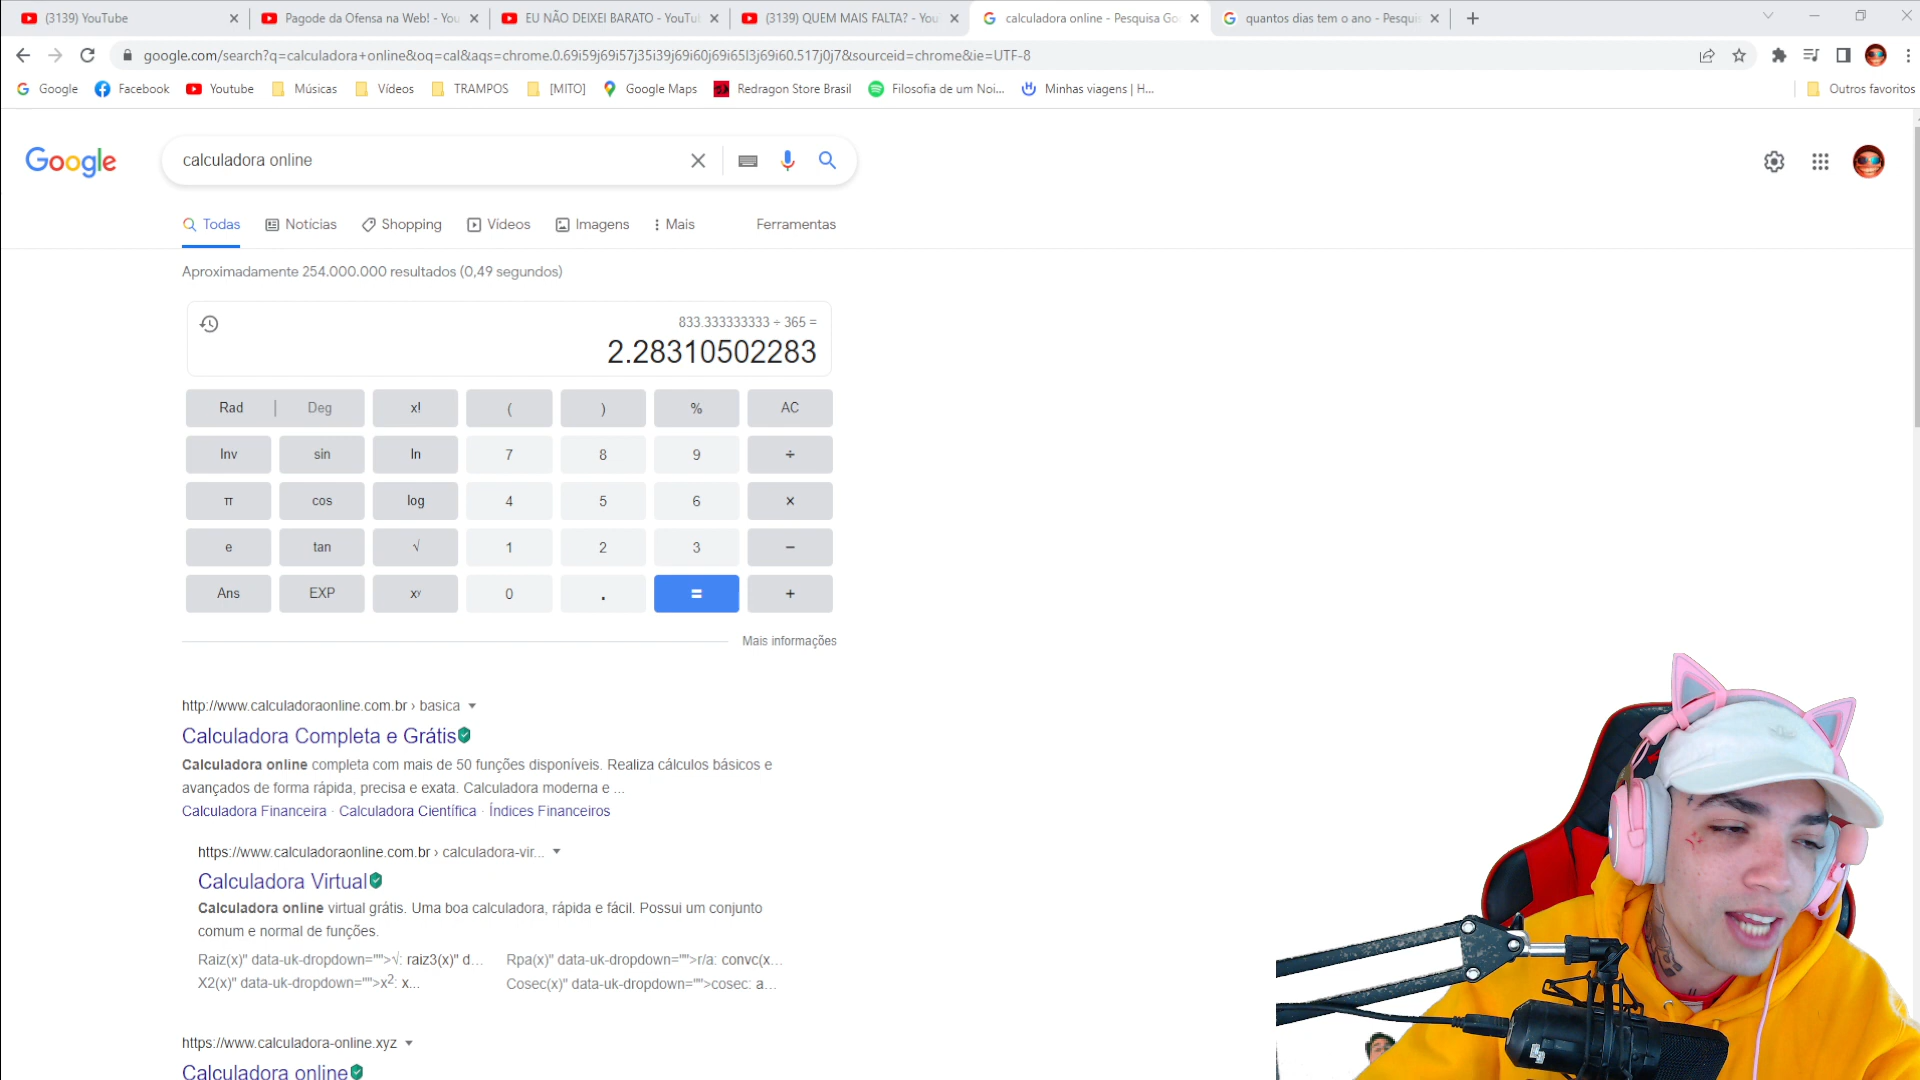 (3139) YouTube
Pagode da Ofensa na Web! - You
EU NÃO DEIXEI BARATO - YouTu
(3139) QUEM MAIS FALTA? - You
calculadora online - Pesquisa Go
quantos dias tem o ano - Pesquis
google.com/search?q=calculadora+online&oq=cal&aqs=chrome.0.69i59j69i57j35i39j69i60j69i65l3j69i60.517j0j7&sourceid=chrome&ie=UTF-8
Google
Facebook
Youtube
Músicas
Vídeos
TRAMPOS
[MITO]
Google Maps
Redragon Store Brasil
Filosofia de um Noi...
Minhas viagens | H...
Outros favoritos
Google
calculadora online
Todas
Notícias
Shopping
Vídeos
Imagens
Mais
Ferramentas
Aproximadamente 254.000.000 resultados (0,49 segundos)
833.333333333 ÷ 365 =
2.28310502283
Rad | Deg x! ( ) % AC
Inv sin ln 7 8 9 ÷
π cos log 4 5 6 ×
e tan √ 1 2 3 −
Ans EXP xʸ 0 . = +
Mais informações
http://www.calculadoraonline.com.br › basica
Calculadora Completa e Grátis
Calculadora online completa com mais de 50 funções disponíveis. Realiza cálculos básicos e
avançados de forma rápida, precisa e exata. Calculadora moderna e ...
Calculadora Financeira · Calculadora Científica · Índices Financeiros
https://www.calculadoraonline.com.br › calculadora-vir...
Calculadora Virtual
Calculadora online virtual grátis. Uma boa calculadora, rápida e fácil. Possui um conjunto
comum e normal de funções.
Raiz(x)" data-uk-dropdown="">√: raiz3(x)" d...
Rpa(x)" data-uk-dropdown="">r/a: convc(x...
X2(x)" data-uk-dropdown="">x²: x...
Cosec(x)" data-uk-dropdown="">cosec: a...
https://www.calculadora-online.xyz
Calculadora online